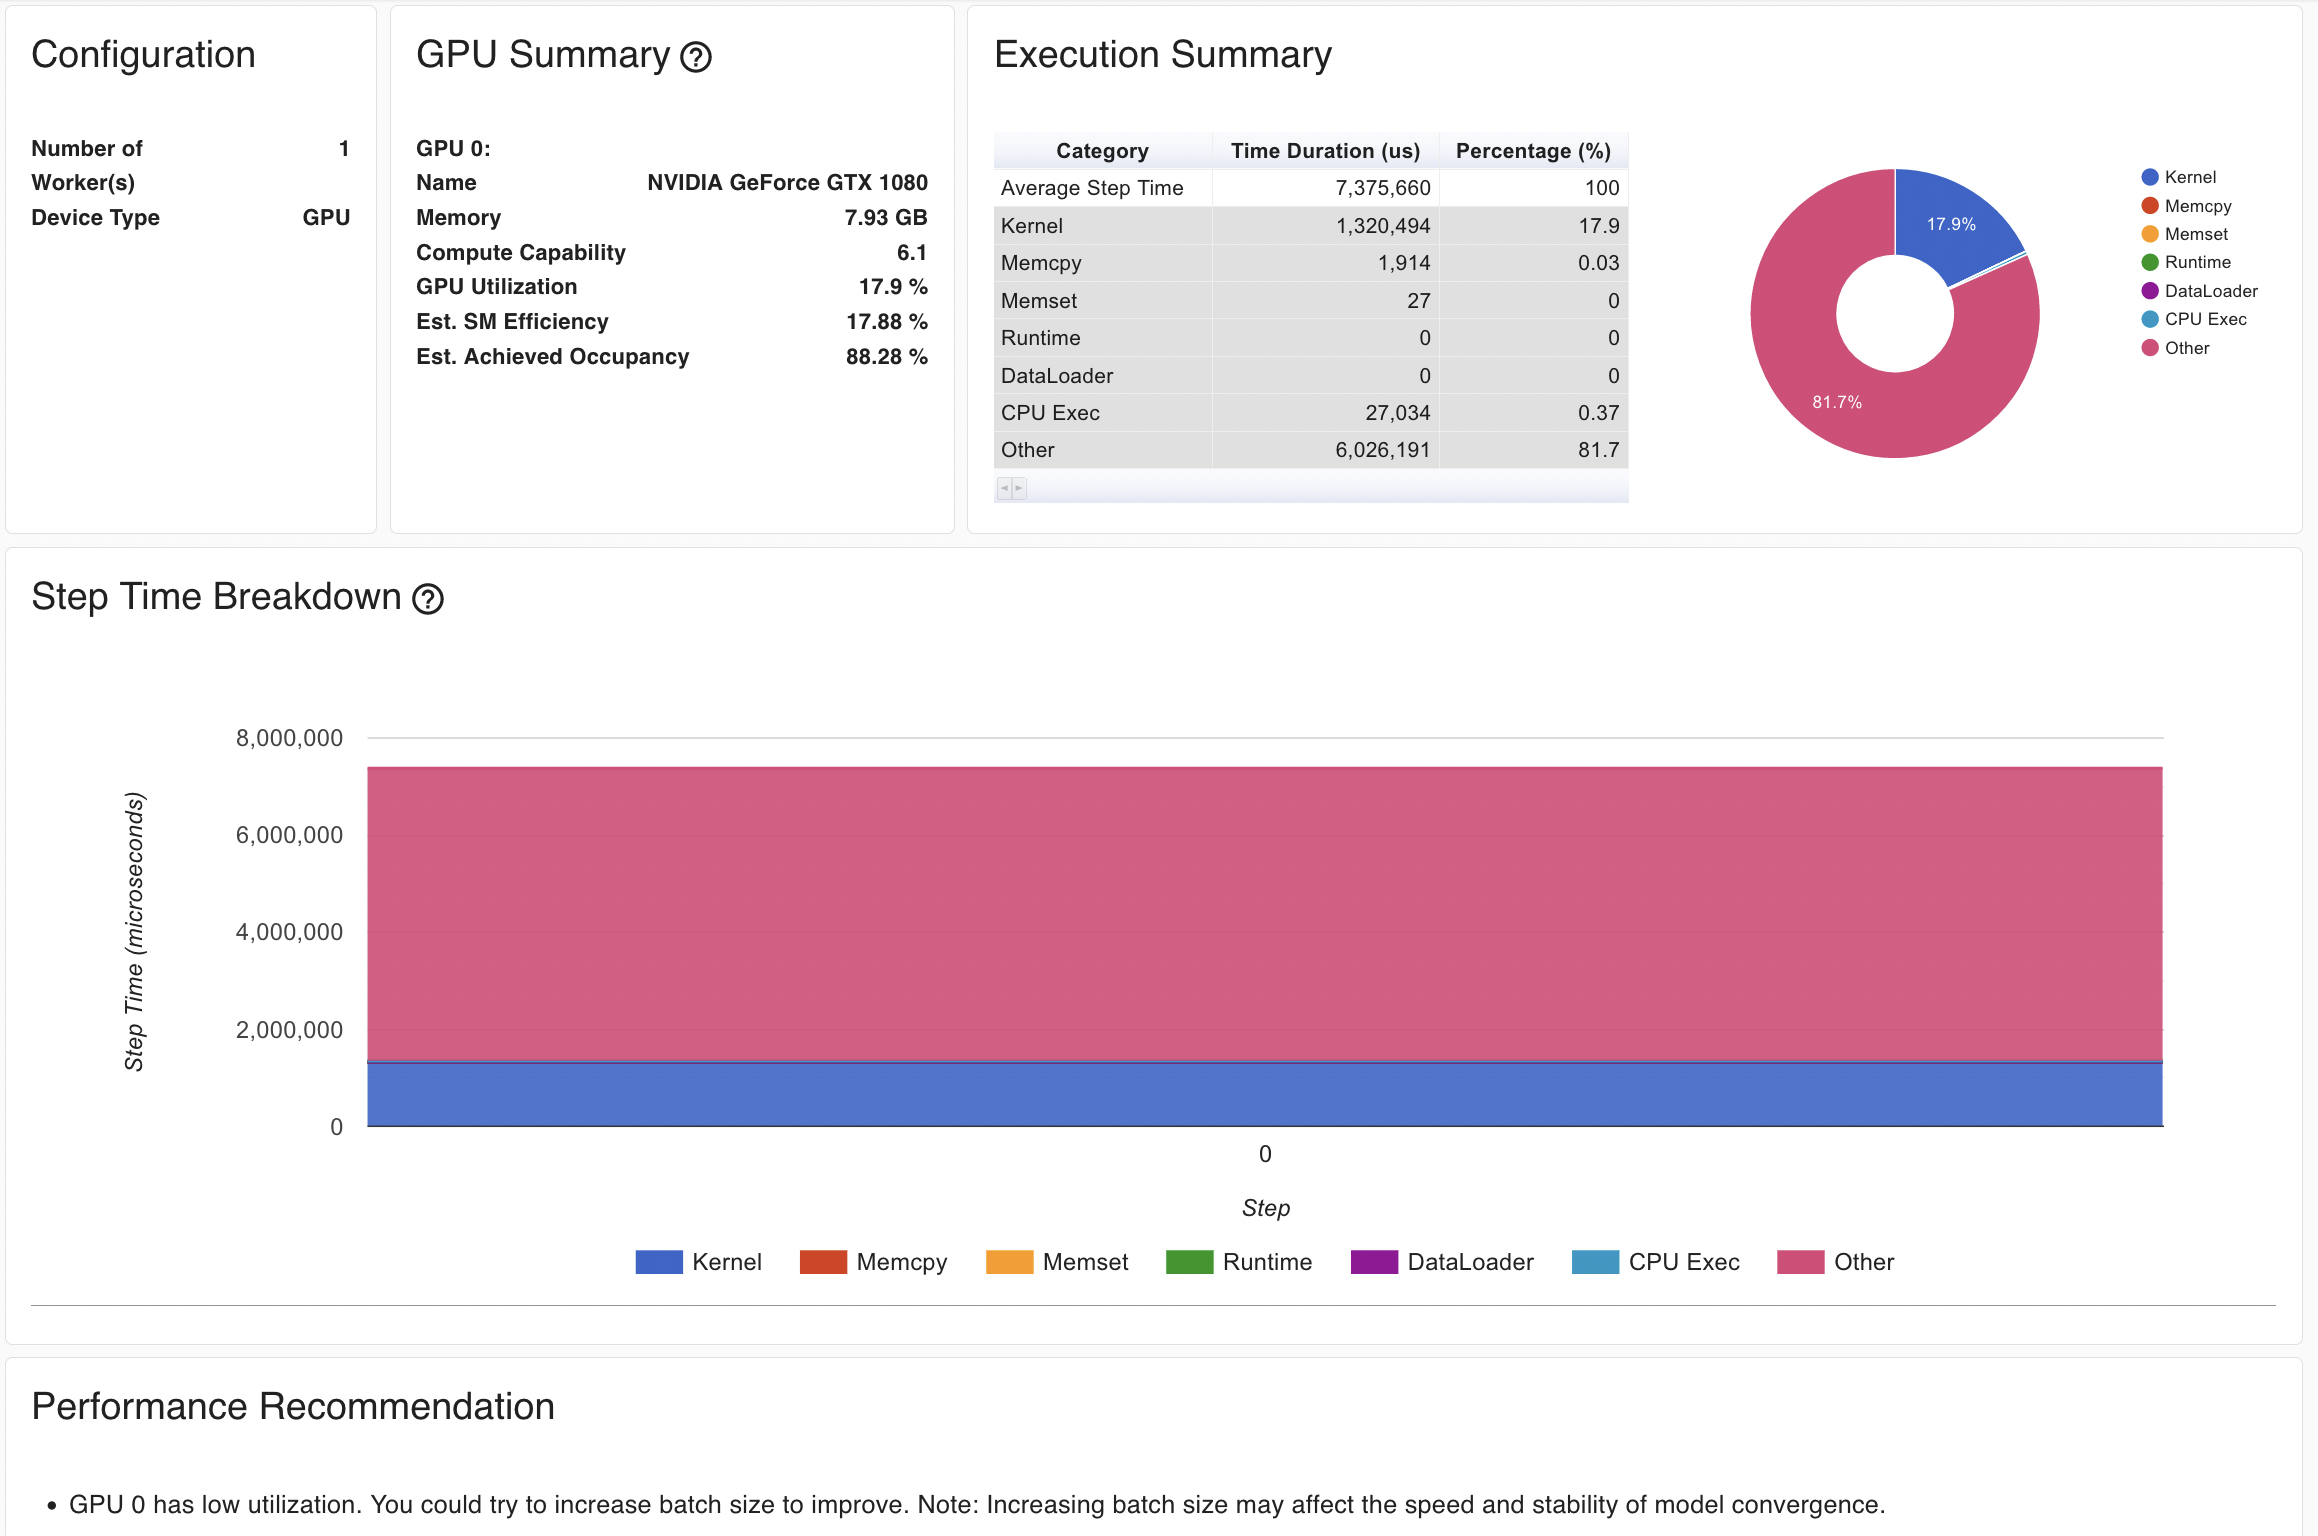 Configuration
Number of Worker(s) 1
Device Type GPU
GPU Summary ?
GPU 0:
Name NVIDIA GeForce GTX 1080
Memory 7.93 GB
Compute Capability 6.1
GPU Utilization 17.9 %
Est. SM Efficiency 17.88 %
Est. Achieved Occupancy 88.28 %
Execution Summary
Category Time Duration (us) Percentage (%)
Average Step Time 7,375,660 100
Kernel 1,320,494 17.9
Memcpy 1,914 0.03
Memset 27 0
Runtime 0 0
DataLoader 0 0
CPU Exec 27,034 0.37
Other 6,026,191 81.7
17.9%
81.7%
Kernel
Memcpy
Memset
Runtime
DataLoader
CPU Exec
Other
Step Time Breakdown ?
Step Time (microseconds)
8,000,000
6,000,000
4,000,000
2,000,000
0
0
Step
Kernel Memcpy Memset Runtime DataLoader CPU Exec Other
Performance Recommendation
• GPU 0 has low utilization. You could try to increase batch size to improve. Note: Increasing batch size may affect the speed and stability of model convergence.